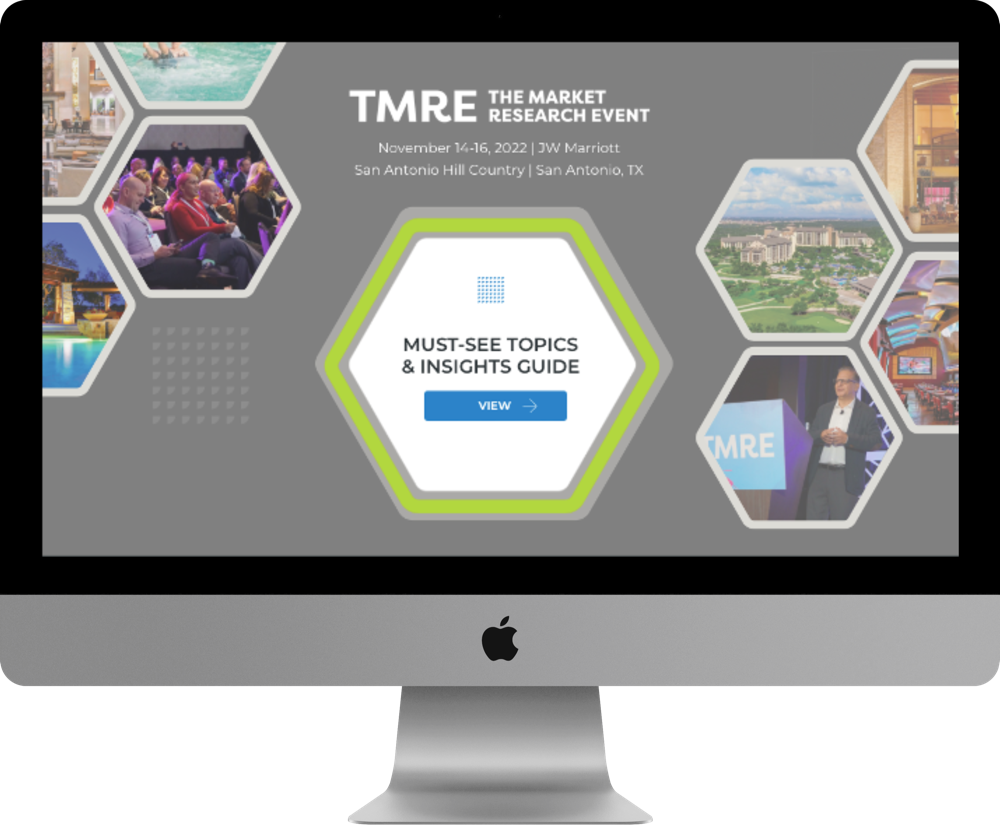 TMRE THE MARKET
RESEARCH EVENT
November 14-16, 2022 | JW Marriott
San Antonio Hill Country | San Antonio, TX
MUST-SEE TOPICS
& INSIGHTS GUIDE
VIEW
TMRE